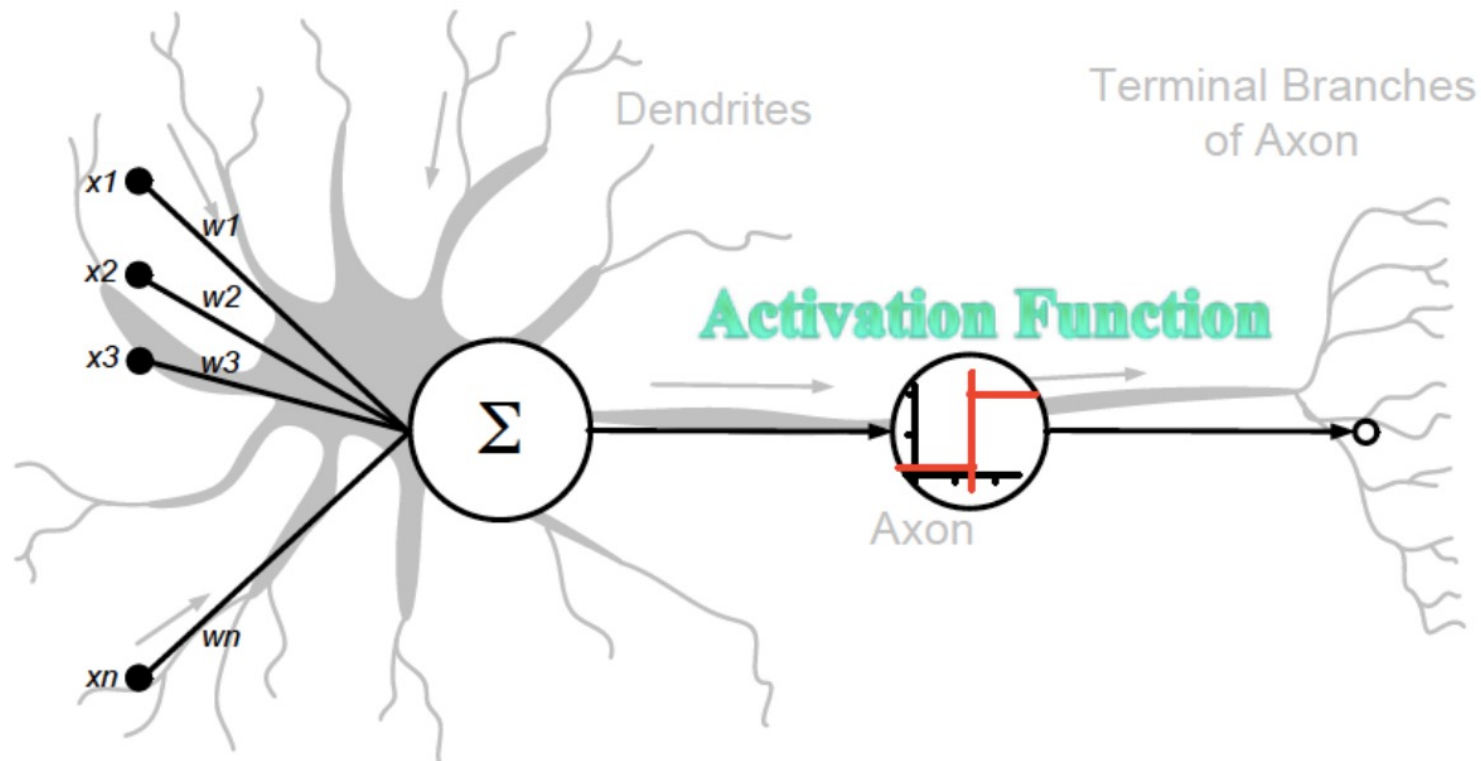 Dendrites
Terminal Branches
of Axon
x1
w1
x2
w2
x3
w3
Activation Function
Σ
Axon
wn
xn